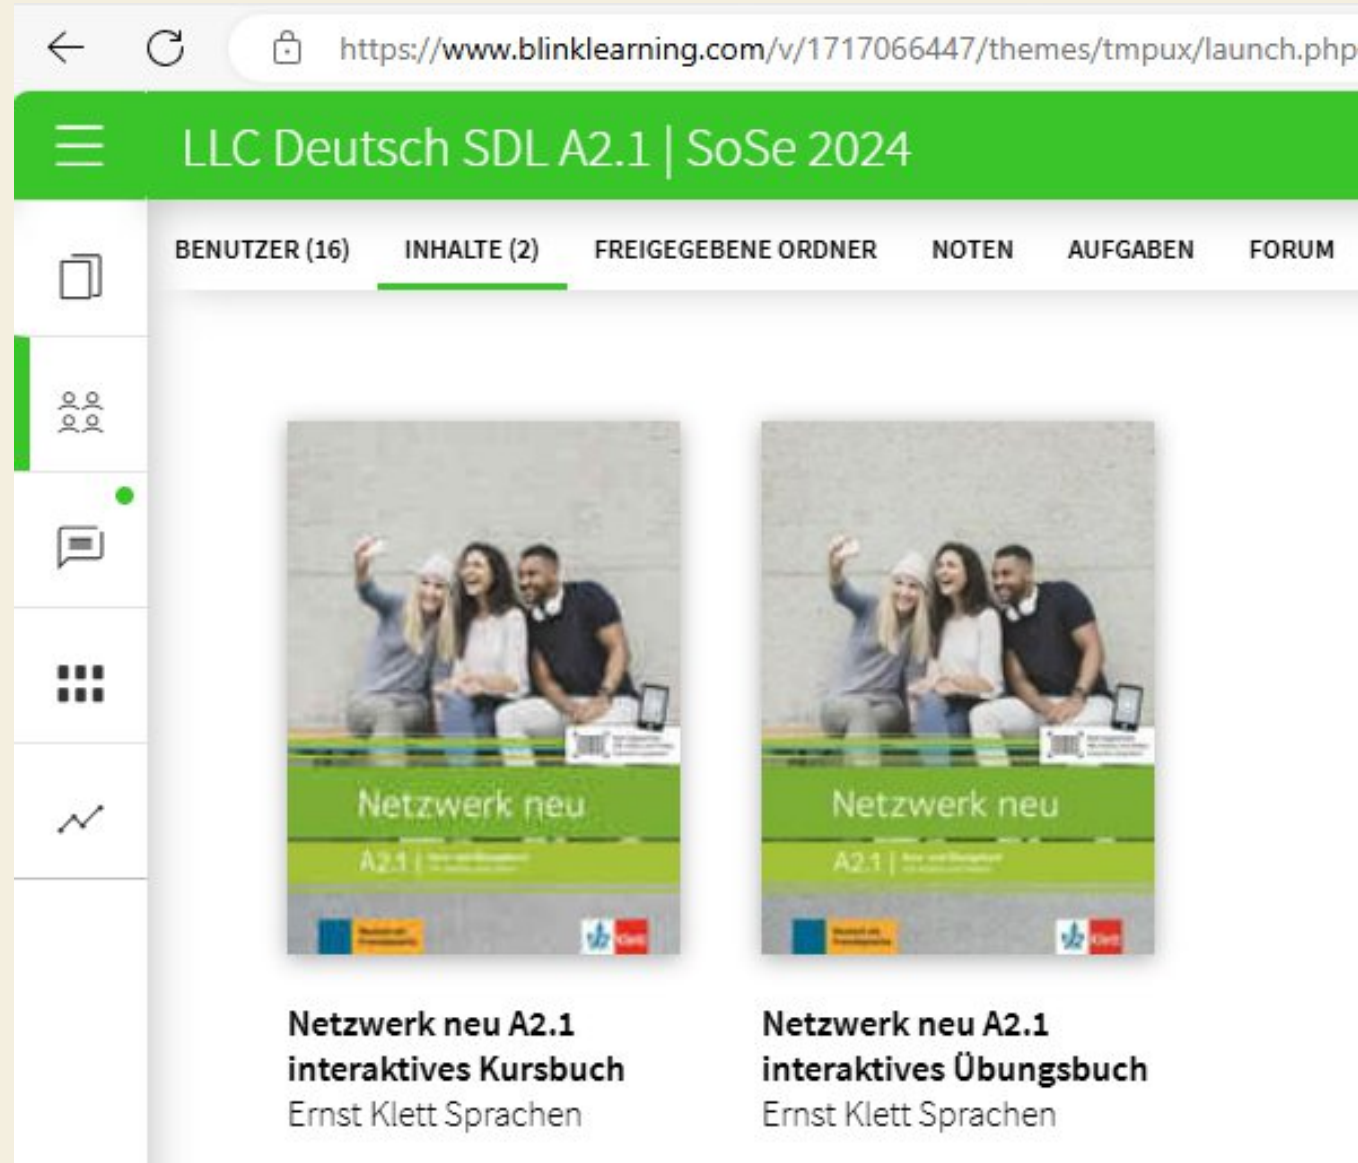 https://www.blinklearning.com/v/1717066447/themes/tmpux/launch.php
LLC Deutsch SDL A2.1 | SoSe 2024
BENUTZER (16) INHALTE (2) FREIGEGEBENE ORDNER NOTEN AUFGABEN FORUM
Netzwerk neu
A2.1 |
Klett
Netzwerk neu
A2.1 |
Klett
Netzwerk neu A2.1
interaktives Kursbuch
Ernst Klett Sprachen
Netzwerk neu A2.1
interaktives Übungsbuch
Ernst Klett Sprachen